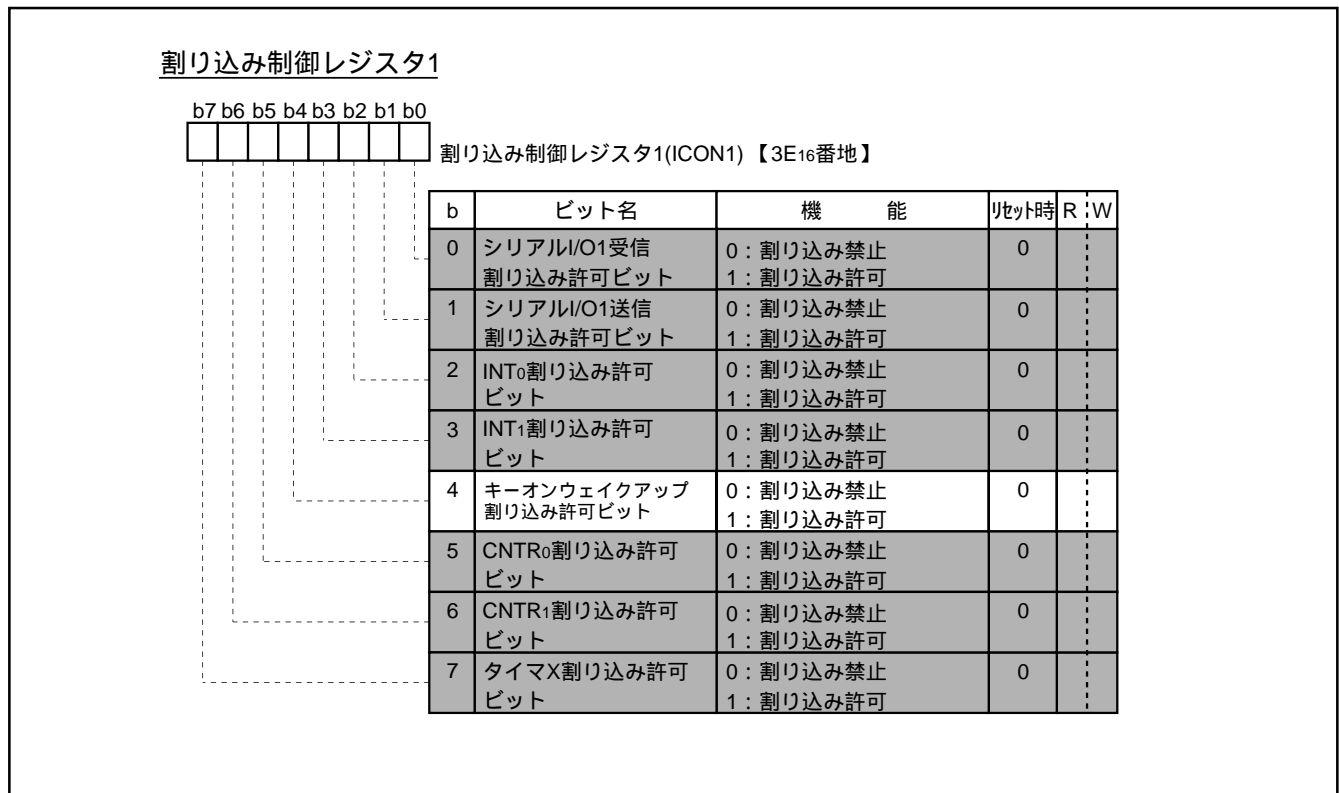 割り込み制御レジスタ1
b7 b6 b5 b4 b3 b2 b1 b0
割り込み制御レジスタ1(ICON1)【3E16番地】
b ビット名 機 能 ﾘｾｯﾄ時 R W
0 シリアルI/O1受信 0：割り込み禁止 0
割り込み許可ビット 1：割り込み許可
1 シリアルI/O1送信 0：割り込み禁止 0
割り込み許可ビット 1：割り込み許可
2 INT0割り込み許可 0：割り込み禁止 0
ビット 1：割り込み許可
3 INT1割り込み許可 0：割り込み禁止 0
ビット 1：割り込み許可
4 キーオンウェイクアップ 0：割り込み禁止 0
割り込み許可ビット 1：割り込み許可
5 CNTR0割り込み許可 0：割り込み禁止 0
ビット 1：割り込み許可
6 CNTR1割り込み許可 0：割り込み禁止 0
ビット 1：割り込み許可
7 タイマX割り込み許可 0：割り込み禁止 0
ビット 1：割り込み許可